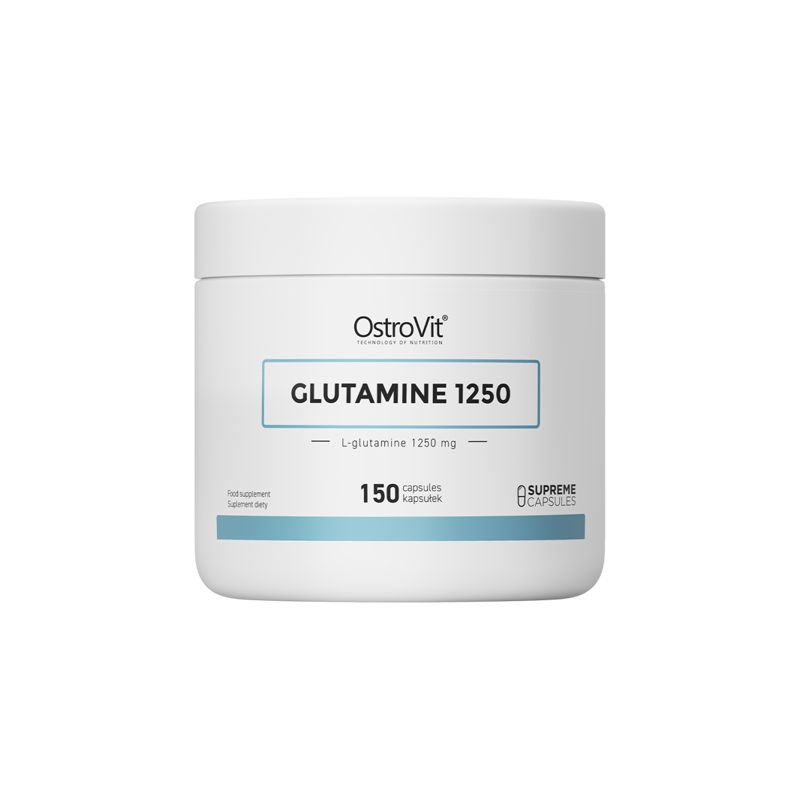 OstroVit®
TECHNOLOGY OF NUTRITION
GLUTAMINE 1250
L-glutamine 1250 mg
Food supplement
Suplement diety
150 capsules
kapsułek
SUPREME
CAPSULES